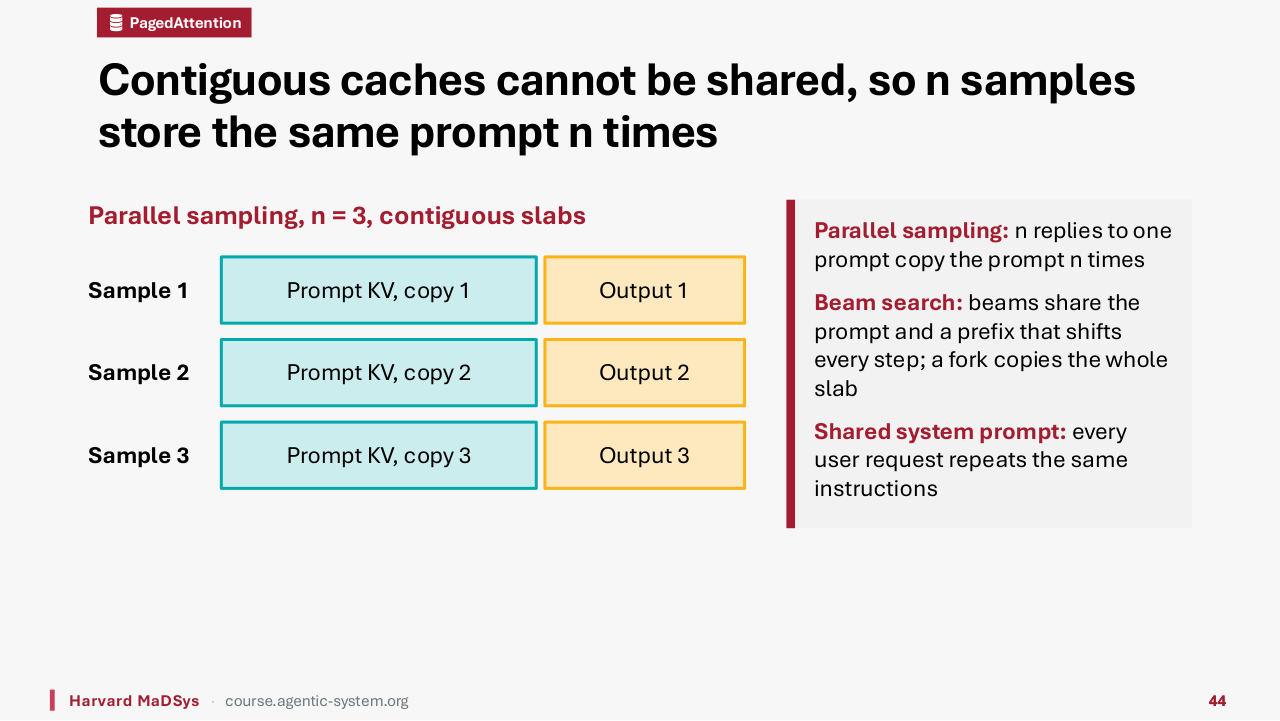 PagedAttention
Contiguous caches cannot be shared, so n samples
store the same prompt n times
Parallel sampling, n = 3, contiguous slabs
Sample 1
Prompt KV, copy 1
Output 1
Sample 2
Prompt KV, copy 2
Output 2
Sample 3
Prompt KV, copy 3
Output 3
Parallel sampling: n replies to one
prompt copy the prompt n times
Beam search: beams share the
prompt and a prefix that shifts
every step; a fork copies the whole
slab
Shared system prompt: every
user request repeats the same
instructions
Harvard MaDSys · course.agentic-system.org
44